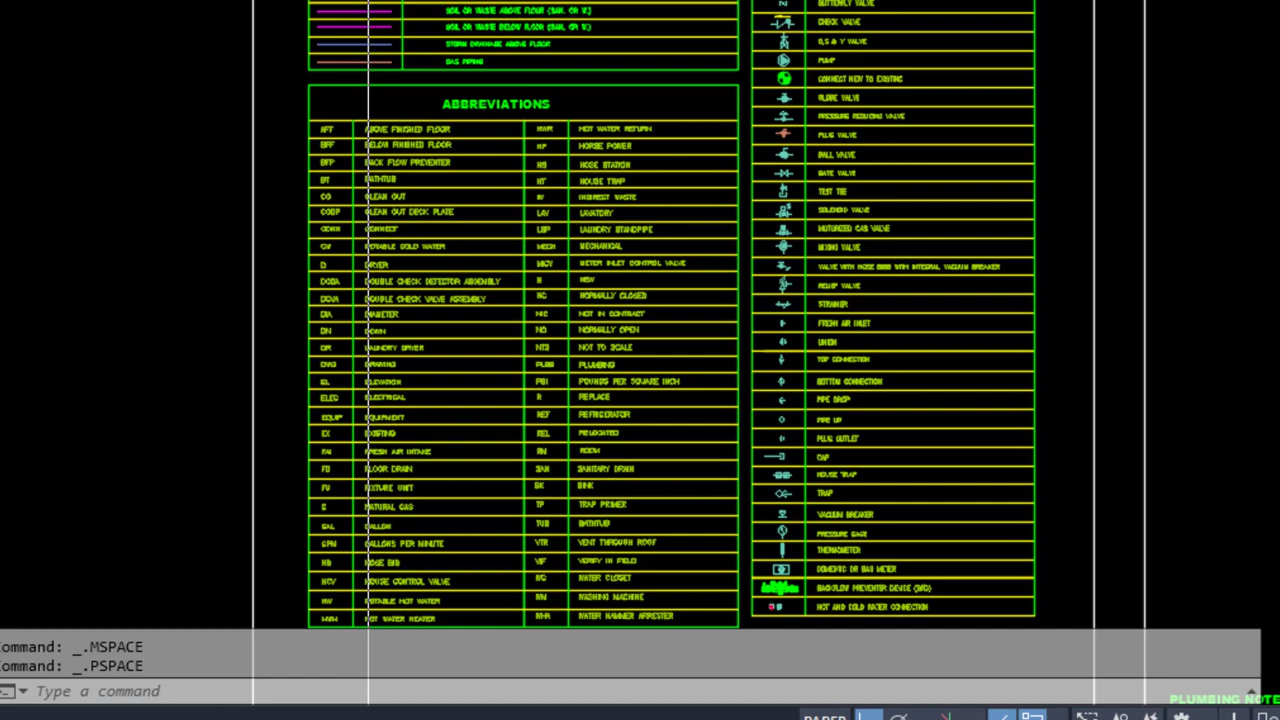 SOIL OR WASTE ABOVE FLOOR (SAN. OR W.)
SOIL OR WASTE BELOW FLOOR (SAN. OR W.)
STORM DRAINAGE ABOVE FLOOR
GAS PIPING
ABBREVIATIONS
AFF ABOVE FINISHED FLOOR HWR HOT WATER RETURN
BFF BELOW FINISHED FLOOR HP HORSE POWER
BFP BACK FLOW PREVENTER HS HOSE STATION
BT BATHTUB HT HOUSE TRAP
CO CLEAN OUT IW INDIRECT WASTE
CODP CLEAN OUT DECK PLATE LAV LAVATORY
CONN CONNECT LSP LAUNDRY STANDPIPE
CW POTABLE COLD WATER MECH MECHANICAL
D DRYER MICV METER INLET CONTROL VALVE
DCDA DOUBLE CHECK DETECTOR ASSEMBLY N NEW
DCVA DOUBLE CHECK VALVE ASSEMBLY NC NORMALLY CLOSED
DIA DIAMETER NIC NOT IN CONTRACT
DN DOWN NO NORMALLY OPEN
DR LAUNDRY DRYER NTS NOT TO SCALE
DWG DRAWING PLBG PLUMBING
EL ELEVATION PSI POUNDS PER SQUARE INCH
ELEC ELECTRICAL R REPLACE
EQUIP EQUIPMENT REF REFRIGERATOR
EX EXISTING REL RELOCATED
FAI FRESH AIR INTAKE RM ROOM
FD FLOOR DRAIN SAN SANITARY DRAIN
FU FIXTURE UNIT SK SINK
G NATURAL GAS TP TRAP PRIMER
GAL GALLON TUB BATHTUB
GPM GALLONS PER MINUTE VTR VENT THROUGH ROOF
HB HOSE BIB VIF VERIFY IN FIELD
HCV HOUSE CONTROL VALVE WC WATER CLOSET
HW POTABLE HOT WATER WM WASHING MACHINE
HWH HOT WATER HEATER WHA WATER HAMMER ARRESTER
BUTTERFLY VALVE
CHECK VALVE
O,S & Y VALVE
PUMP
CONNECT NEW TO EXISTING
GLOBE VALVE
PRESSURE REDUCING VALVE
PLUG VALVE
BALL VALVE
GATE VALVE
TEST TEE
SOLENOID VALVE
MOTORIZED GAS VALVE
MIXING VALVE
VALVE WITH HOSE BIBB WITH INTEGRAL VACUUM BREAKER
RELIEF VALVE
STRAINER
FRESH AIR INLET
UNION
TOP CONNECTION
BOTTOM CONNECTION
PIPE DROP
PIPE UP
PLUG OUTLET
CAP
HOUSE TRAP
TRAP
VACUUM BREAKER
PRESSURE GAGE
THERMOMETER
DOMESTIC OR GAS METER
BACKFLOW PREVENTER DEVICE (BFD)
HOT AND COLD WATER CONNECTION
ommand: _.MSPACE
ommand: _.PSPACE
Type a command
PLUMBING NOTE
PAPER